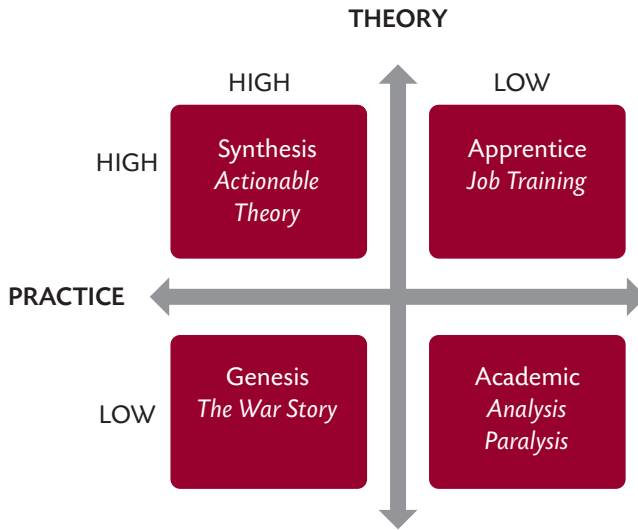 THEORY
HIGH
LOW
HIGH
Synthesis
Actionable
Theory
Apprentice
Job Training
PRACTICE
LOW
Genesis
The War Story
Academic
Analysis
Paralysis